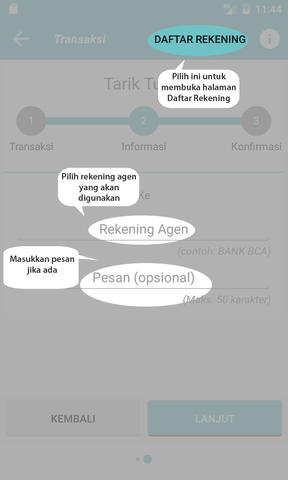 11:44
Transaksi
DAFTAR REKENING
Pilih ini untuk
membuka halaman
Daftar Rekening
Tarik Tu
1
2
3
Transaksi
Informasi
Konfirmasi
Pilih rekening agen
yang akan
digunakan
Ke
Rekening Agen
(contoh: BANK BCA)
Masukkan pesan
jika ada
Pesan (opsional)
(Maks. 50 karakter)
KEMBALI
LANJUT